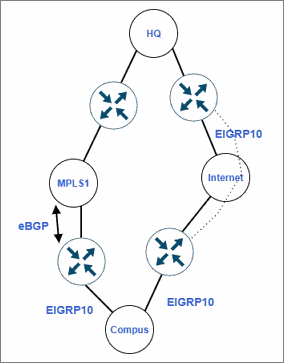 HQ
EIGRP10
MPLS1
Internet
eBGP
EIGRP10
EIGRP10
Compus